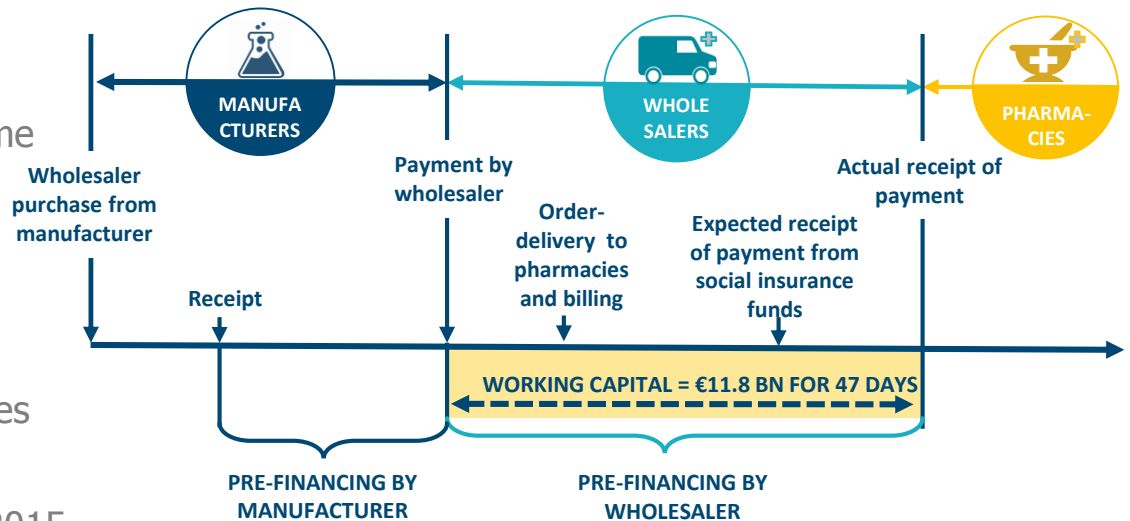 MANUFA
CTURERS
WHOLE
SALERS
PHARMA-
CIES
Wholesaler
purchase from
manufacturer
Payment by
wholesaler
Actual receipt of
payment
Receipt
Order-
delivery to
pharmacies
and billing
Expected receipt
of payment from
social insurance
funds
WORKING CAPITAL = €11.8 BN FOR 47 DAYS
PRE-FINANCING BY
MANUFACTURER
PRE-FINANCING BY
WHOLESALER